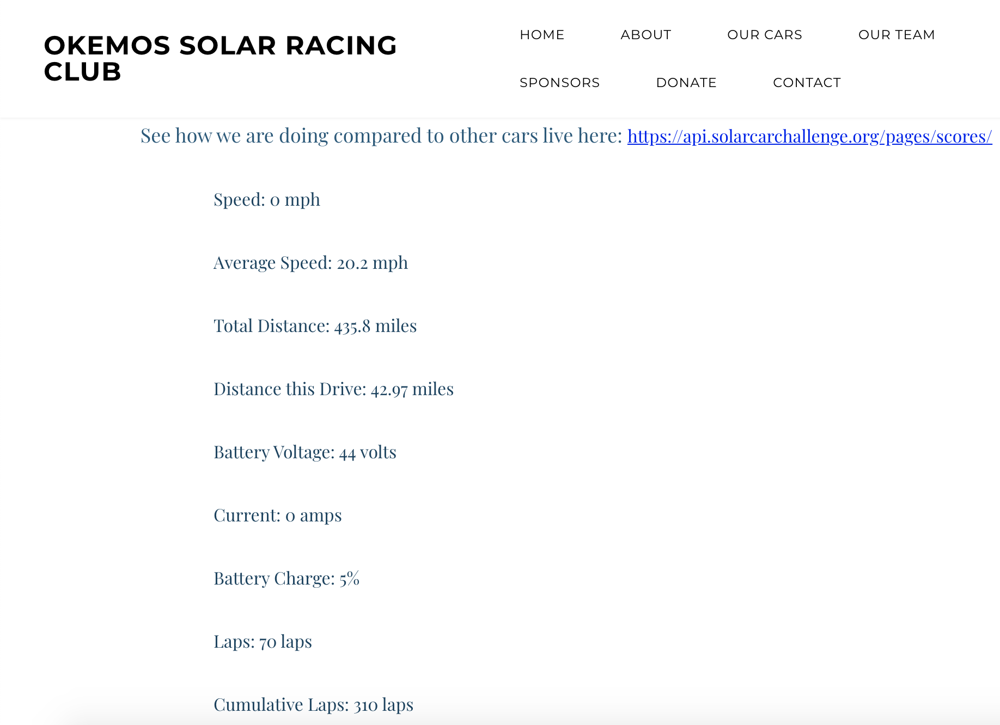 OKEMOS SOLAR RACING
CLUB
HOME ABOUT OUR CARS OUR TEAM
SPONSORS DONATE CONTACT
See how we are doing compared to other cars live here: https://api.solarcarchallenge.org/pages/scores/
Speed: 0 mph
Average Speed: 20.2 mph
Total Distance: 435.8 miles
Distance this Drive: 42.97 miles
Battery Voltage: 44 volts
Current: 0 amps
Battery Charge: 5%
Laps: 70 laps
Cumulative Laps: 310 laps